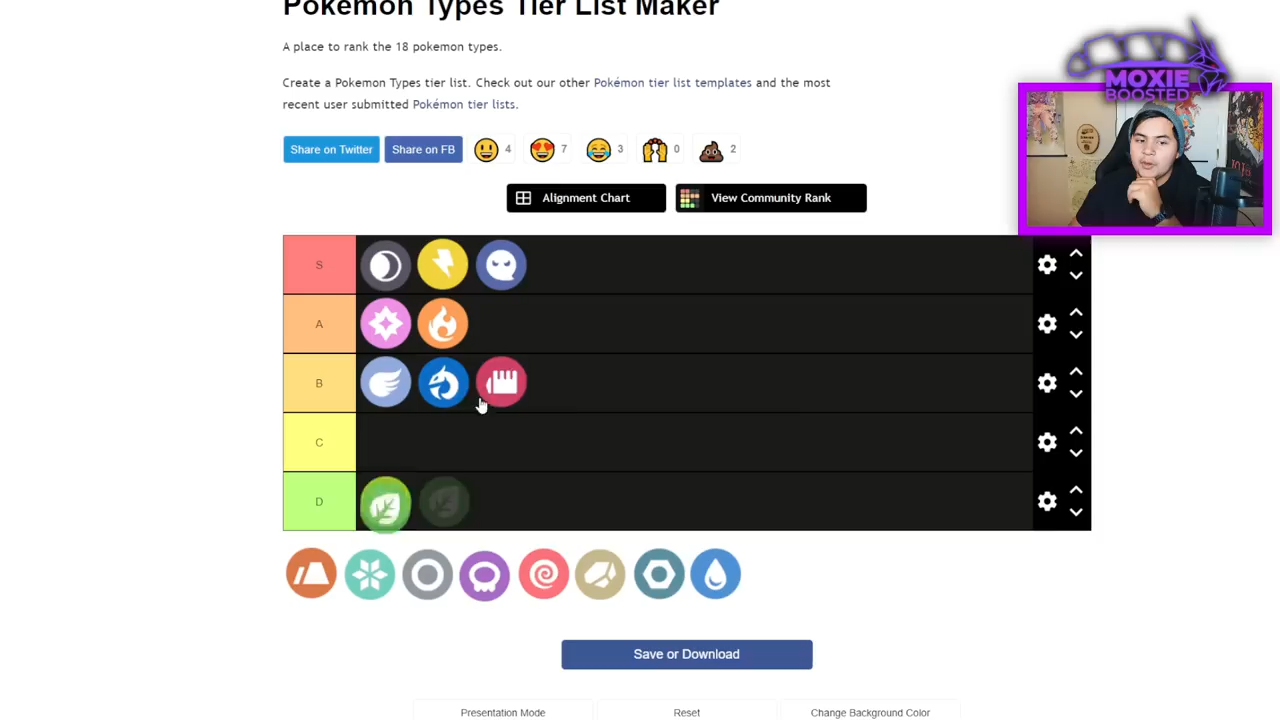 Pokemon Types Tier List Maker
A place to rank the 18 pokemon types.
Create a Pokemon Types tier list. Check out our other Pokémon tier list templates and the most
recent user submitted Pokémon tier lists.
Share on Twitter
Share on FB
4
7
3
0
2
Alignment Chart
View Community Rank
MOXIE
BOOSTED
S
A
B
C
D
Save or Download
Presentation Mode
Reset
Change Background Color